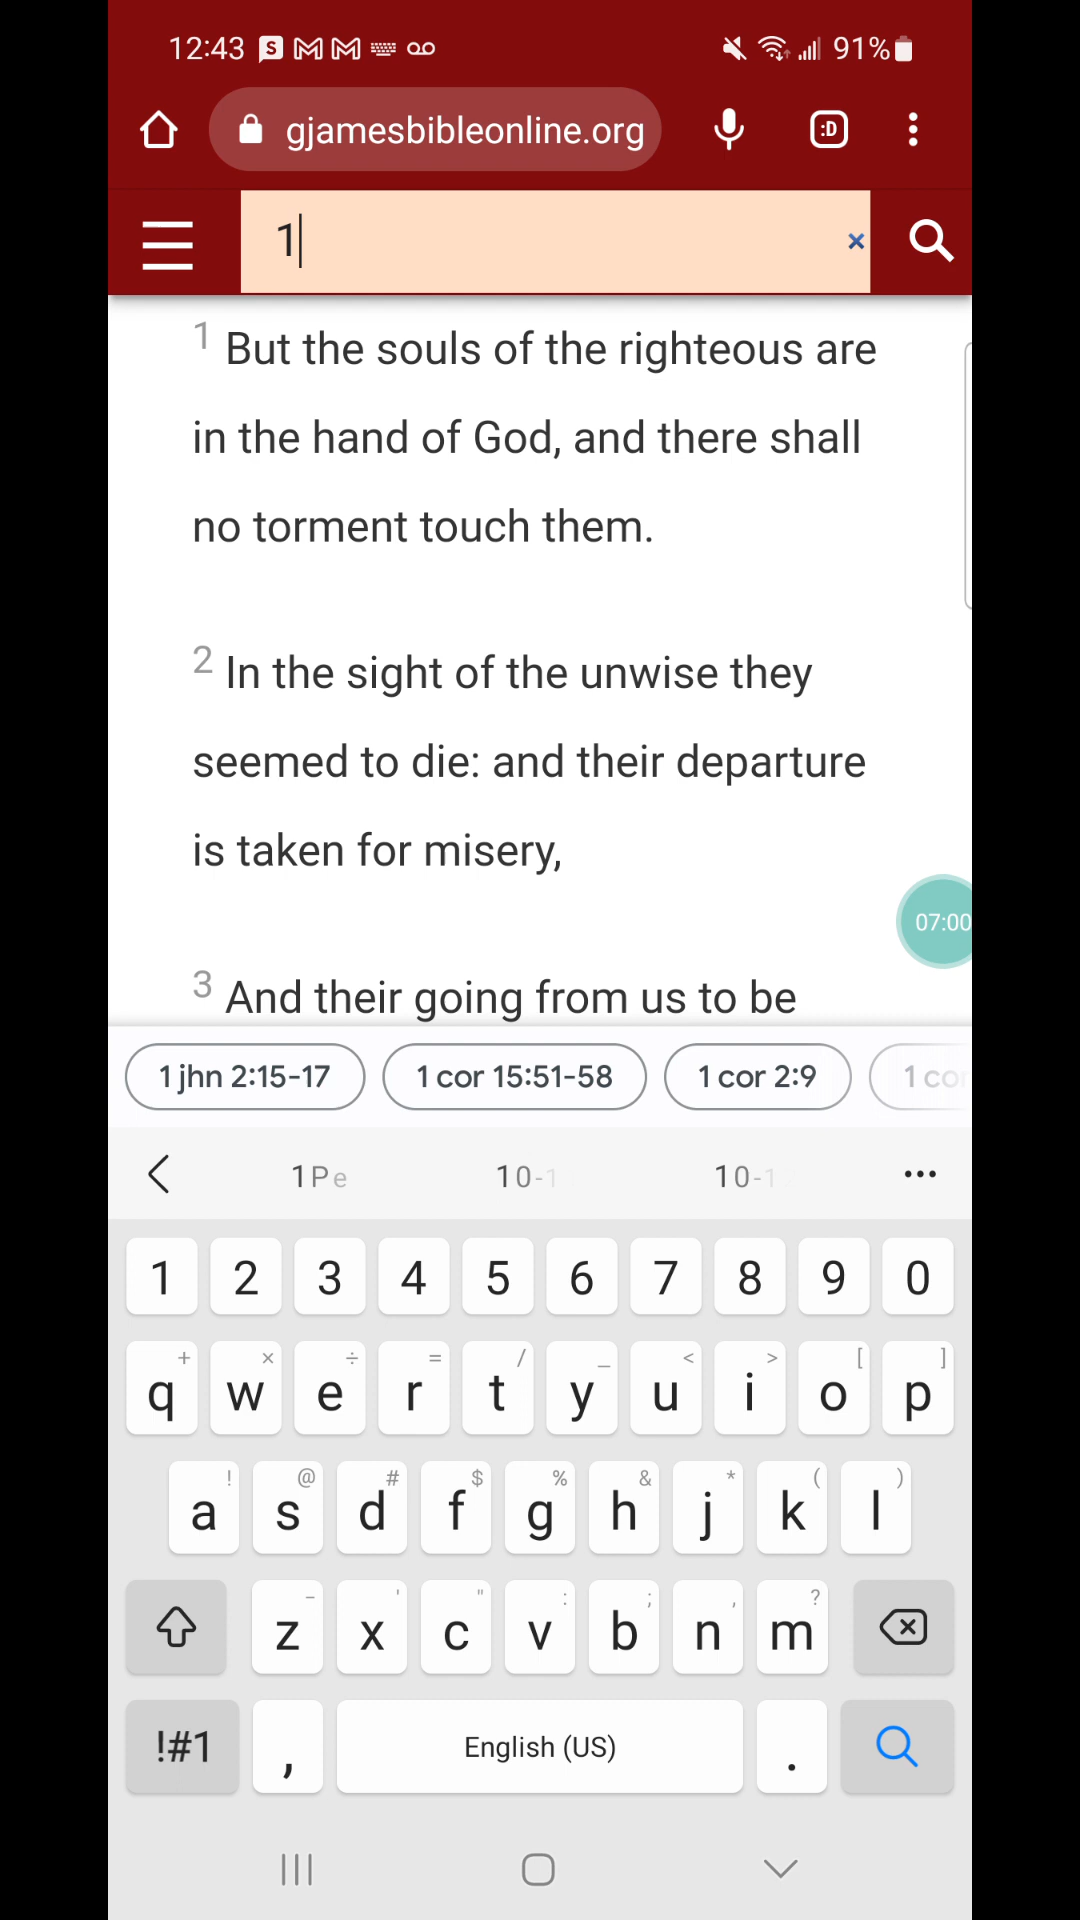 12:43 91%
gjamesbibleonline.org :D
1 ×
1 But the souls of the righteous are
in the hand of God, and there shall
no torment touch them.
2 In the sight of the unwise they
seemed to die: and their departure
is taken for misery,
07:00
3 And their going from us to be
1 jhn 2:15-17 1 cor 15:51-58 1 cor 2:9 1 cor
1Pe 10-1 10-1 •••
1 2 3 4 5 6 7 8 9 0
+ × ÷ = / _ < > [ ]
q w e r t y u i o p
! @ # $ % & * ( )
a s d f g h j k l
- ' " : ; , ?
z x c v b n m
!#1 , English (US) .